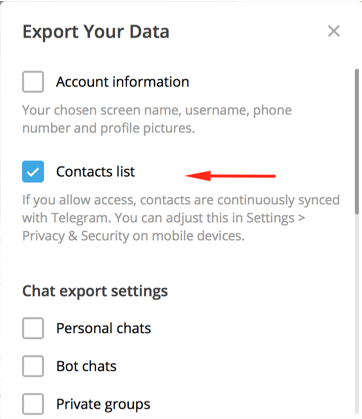 Export Your Data
Account information
Your chosen screen name, username, phone
number and profile pictures.
Contacts list
If you allow access, contacts are continuously synced
with Telegram. You can adjust this in Settings >
Privacy & Security on mobile devices.
Chat export settings
Personal chats
Bot chats
Private groups